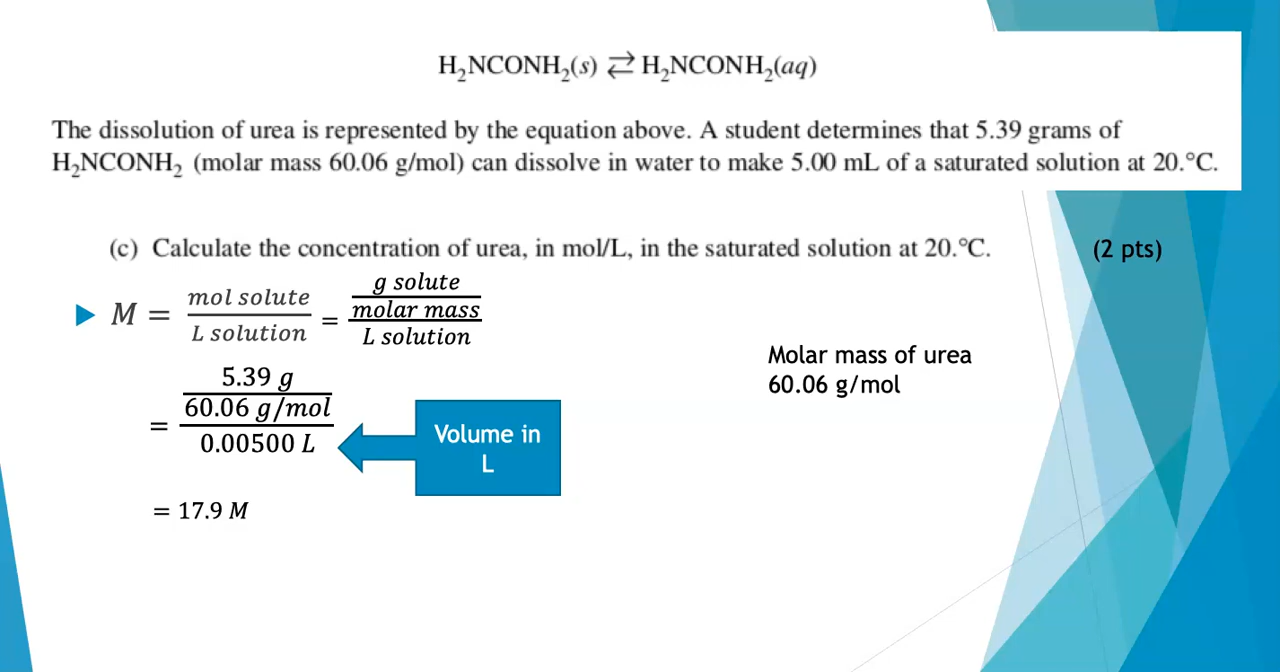 H₂NCONH₂(s) ⇄ H₂NCONH₂(aq)
The dissolution of urea is represented by the equation above. A student determines that 5.39 grams of
H₂NCONH₂ (molar mass 60.06 g/mol) can dissolve in water to make 5.00 mL of a saturated solution at 20.°C.
(c) Calculate the concentration of urea, in mol/L, in the saturated solution at 20.°C.
(2 pts)
g solute
M = mol solute = molar mass
L solution L solution
Molar mass of urea
60.06 g/mol
5.39 g
60.06 g/mol
= 0.00500 L
Volume in
L
= 17.9 M